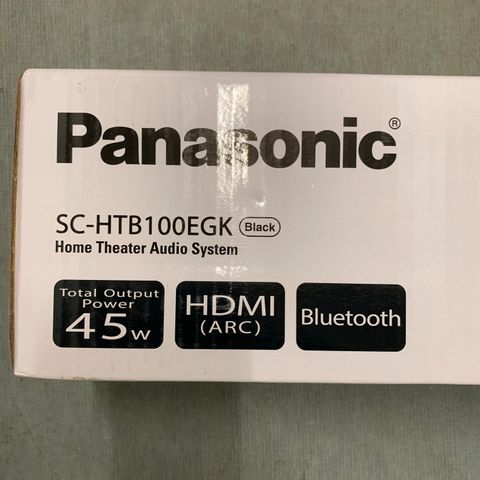 Panasonic®
SC-HTB100EGK Black
Home Theater Audio System
Total Output
Power
45w
HDMI
(ARC)
Bluetooth